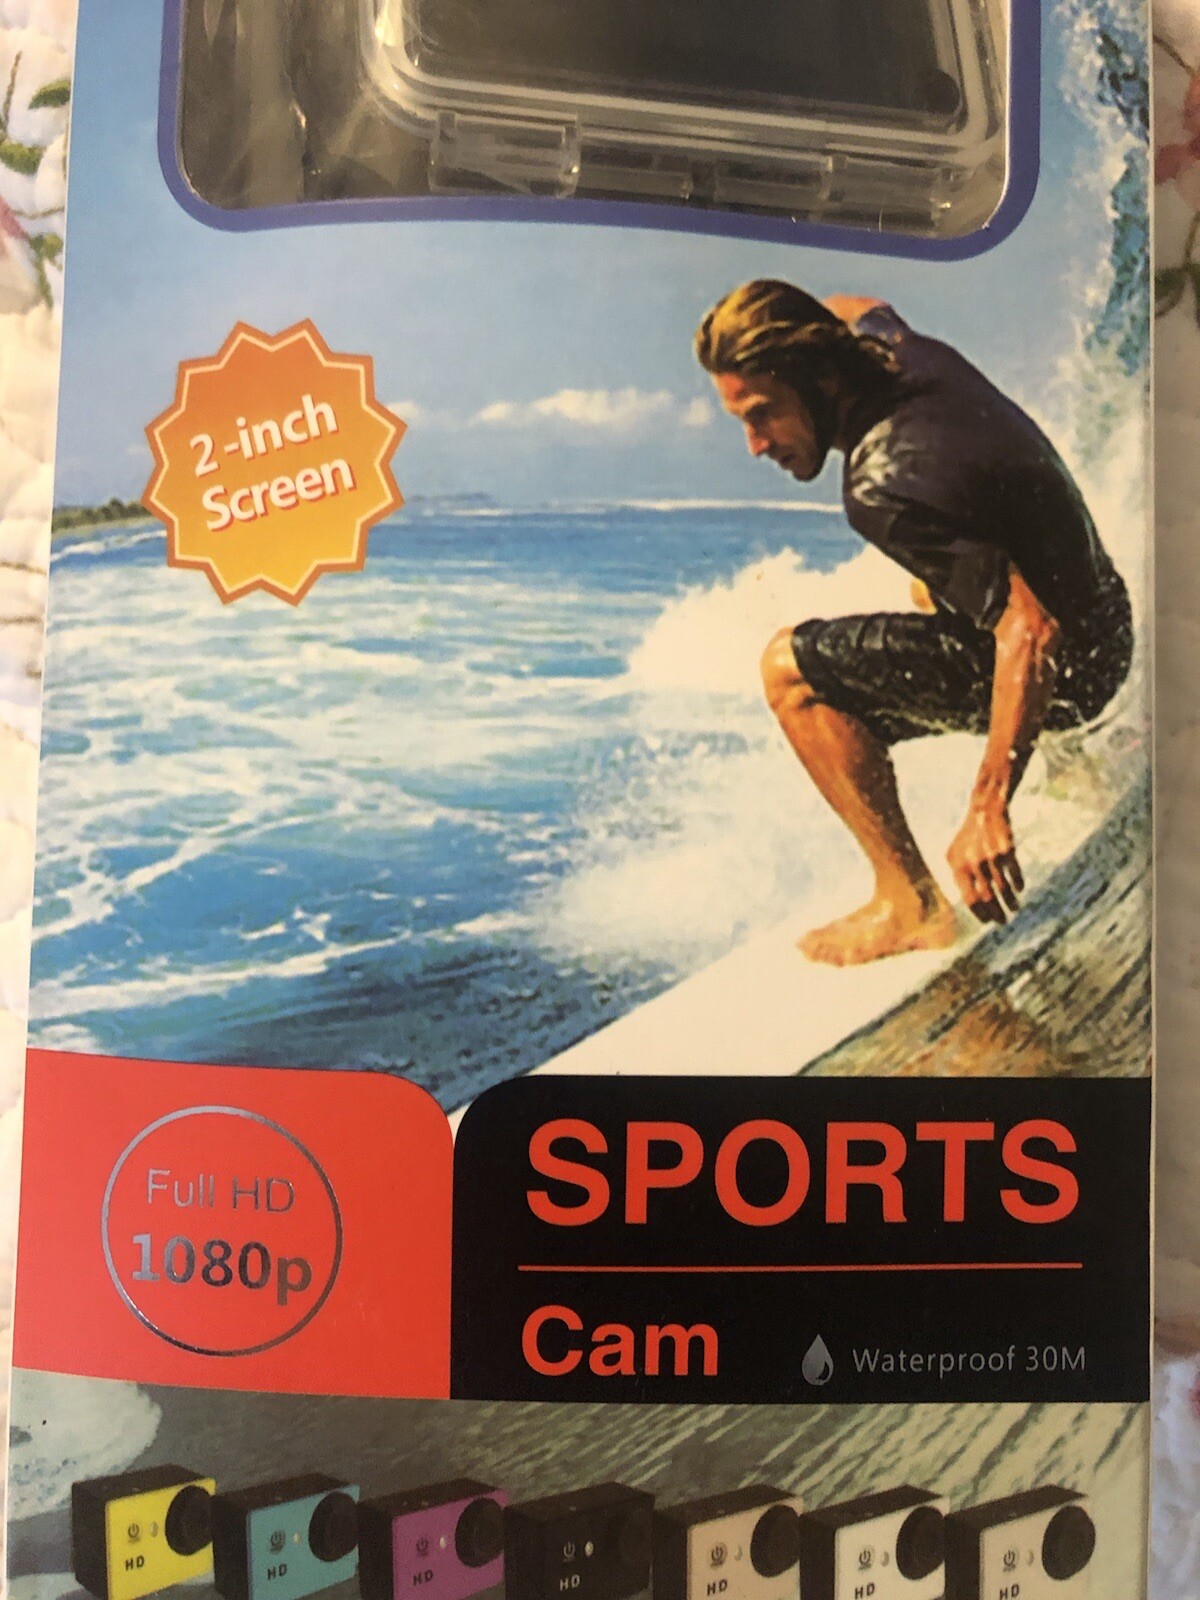 2-inch
Screen
Full HD
1080p
SPORTS
Cam
Waterproof 30M
HD
HD
HD
HD
HD
HD
HD